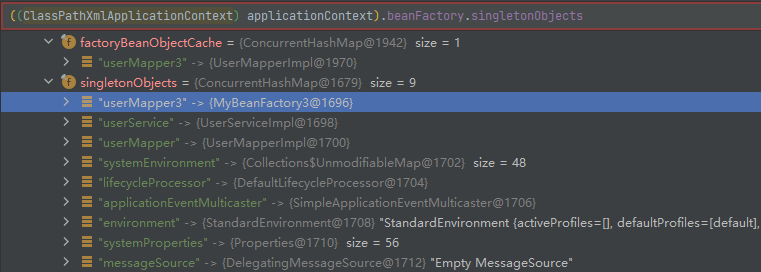 ((ClassPathXmlApplicationContext) applicationContext).beanFactory.singletonObjects
factoryBeanObjectCache = {ConcurrentHashMap@1942} size = 1
"userMapper3" -> {UserMapperImpl@1970}
singletonObjects = {ConcurrentHashMap@1679} size = 9
"userMapper3" -> {MyBeanFactory3@1696}
"userService" -> {UserServiceImpl@1698}
"userMapper" -> {UserMapperImpl@1700}
"systemEnvironment" -> {Collections$UnmodifiableMap@1702} size = 48
"lifecycleProcessor" -> {DefaultLifecycleProcessor@1704}
"applicationEventMulticaster" -> {SimpleApplicationEventMulticaster@1706}
"environment" -> {StandardEnvironment@1708} "StandardEnvironment {activeProfiles=[], defaultProfiles=[default],
"systemProperties" -> {Properties@1710} size = 56
"messageSource" -> {DelegatingMessageSource@1712} "Empty MessageSource"